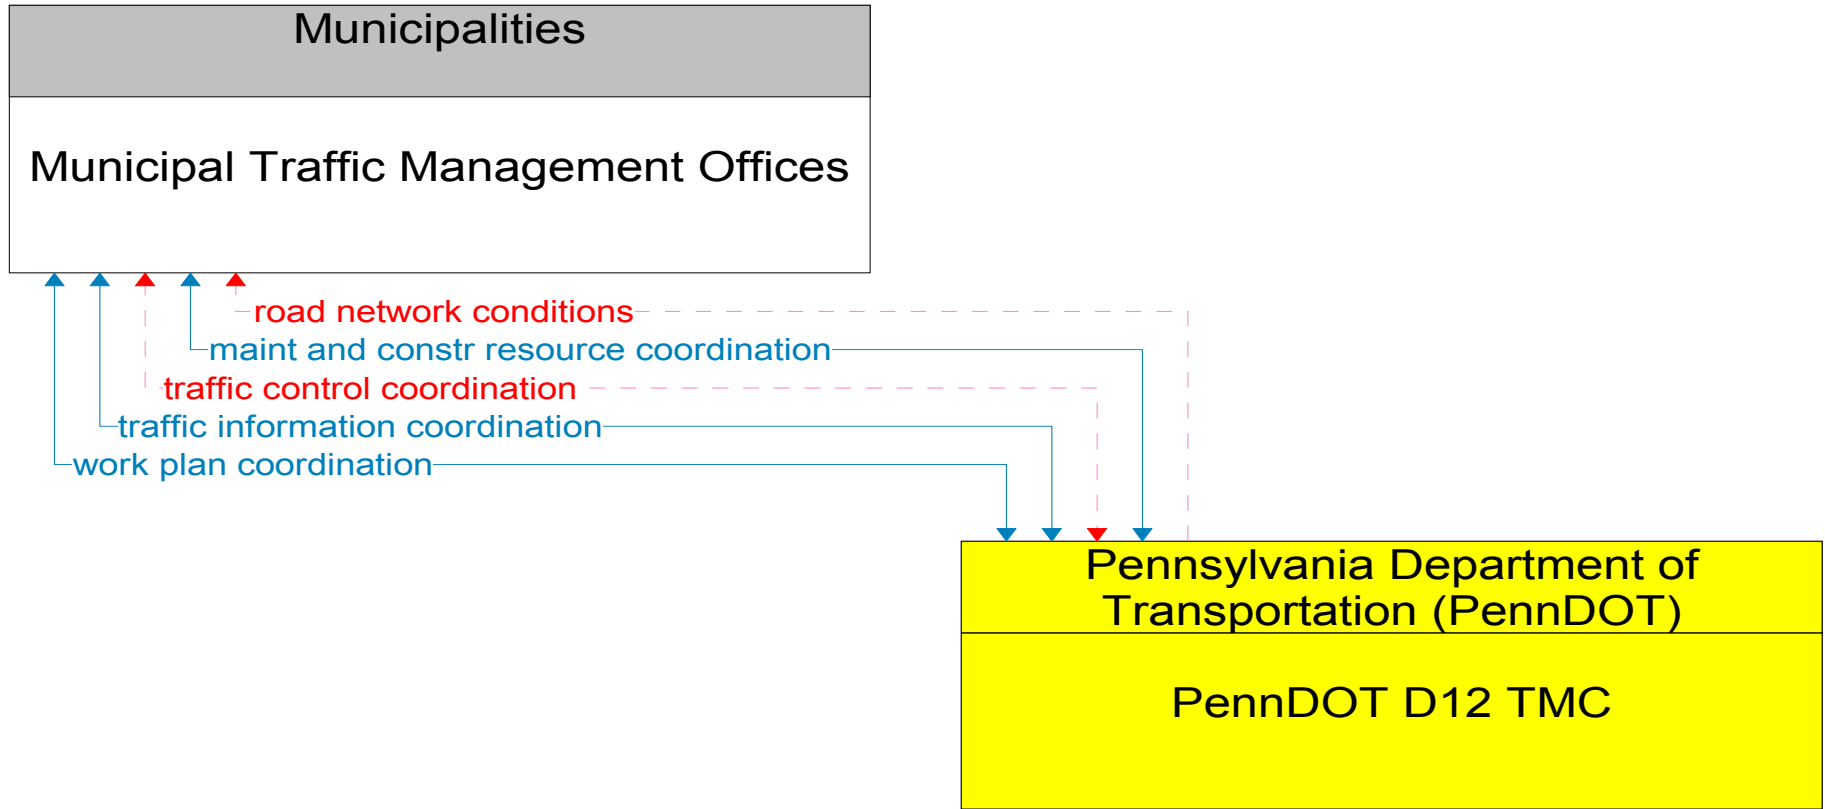 Municipalities
Municipal Traffic Management Offices
road network conditions
maint and constr resource coordination
traffic control coordination
traffic information coordination
work plan coordination
Pennsylvania Department of
Transportation (PennDOT)
PennDOT D12 TMC